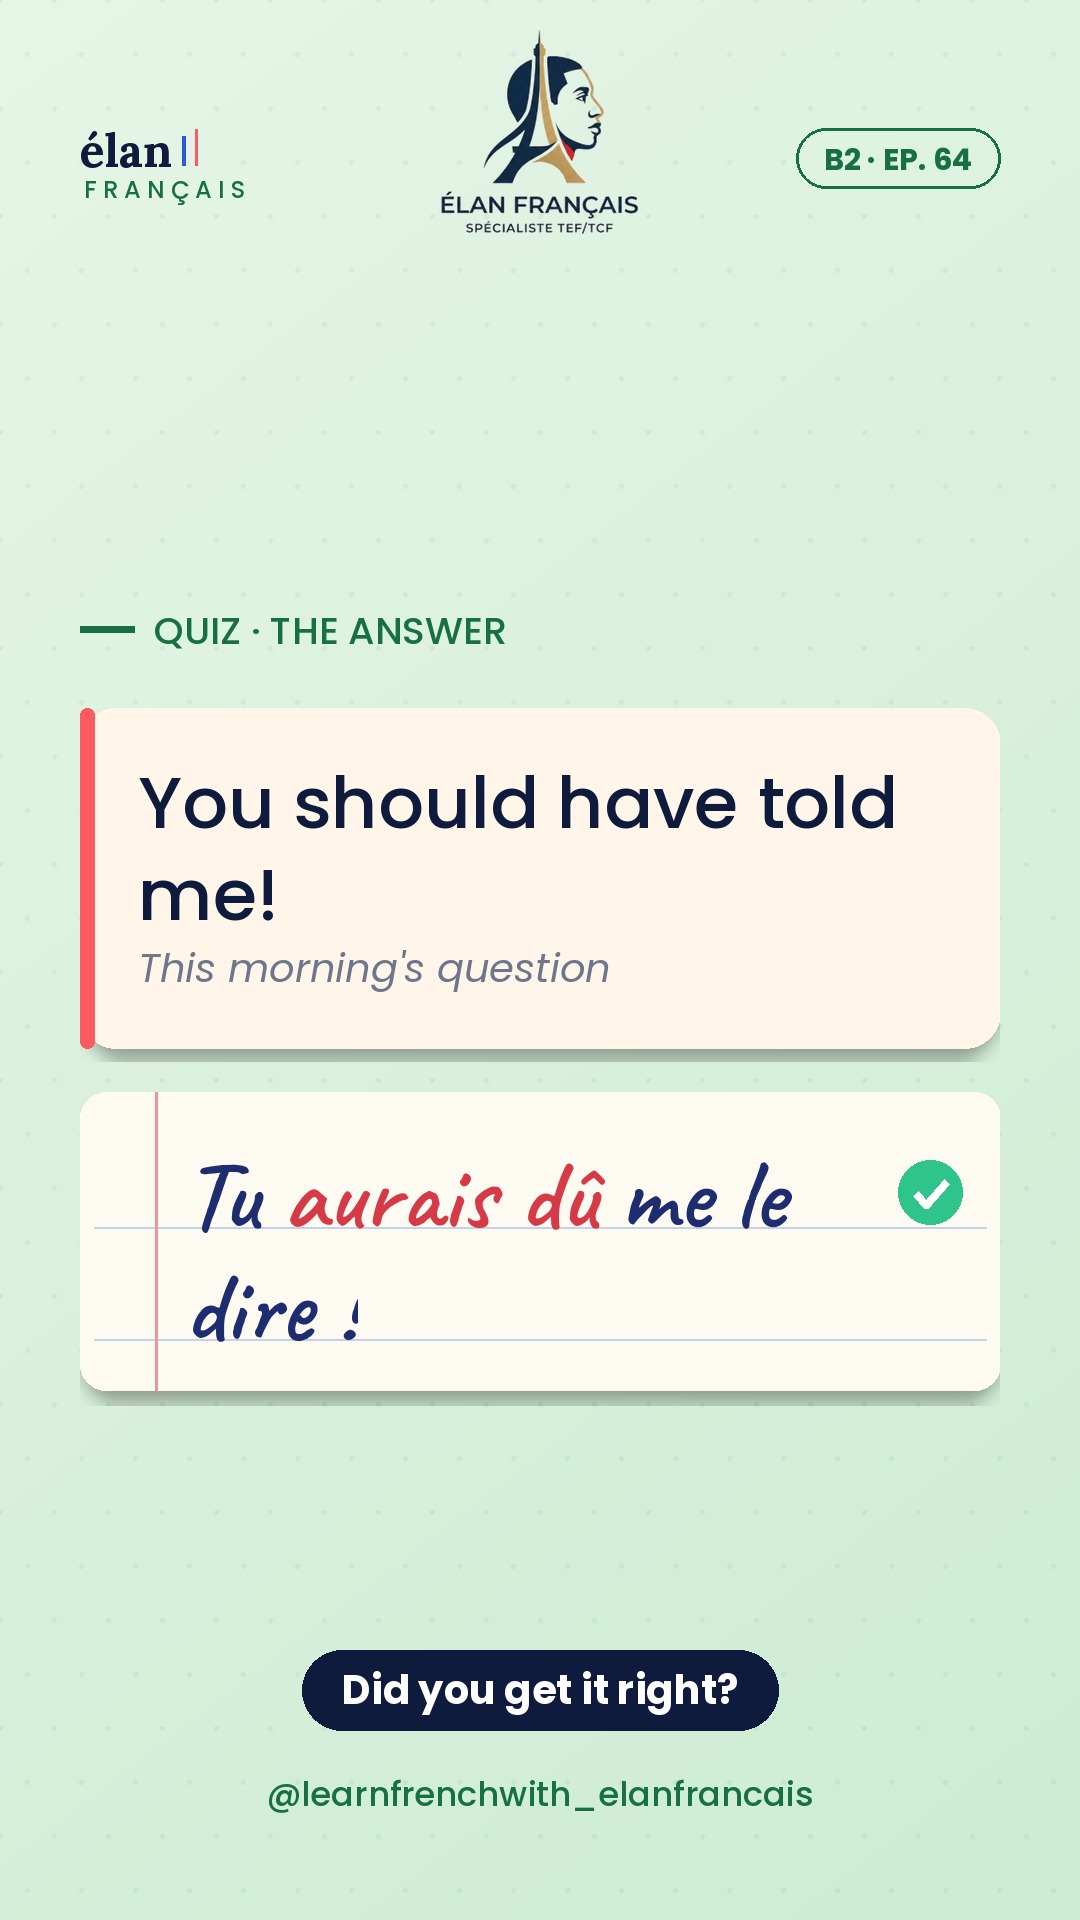 élan
FRANÇAIS
ÉLAN FRANÇAIS
SPÉCIALISTE TEF/TCF
B2 · EP. 64
QUIZ · THE ANSWER
You should have told
me!
This morning's question
Tu aurais dû me le
dire !
Did you get it right?
@learnfrenchwith_elanfrancais